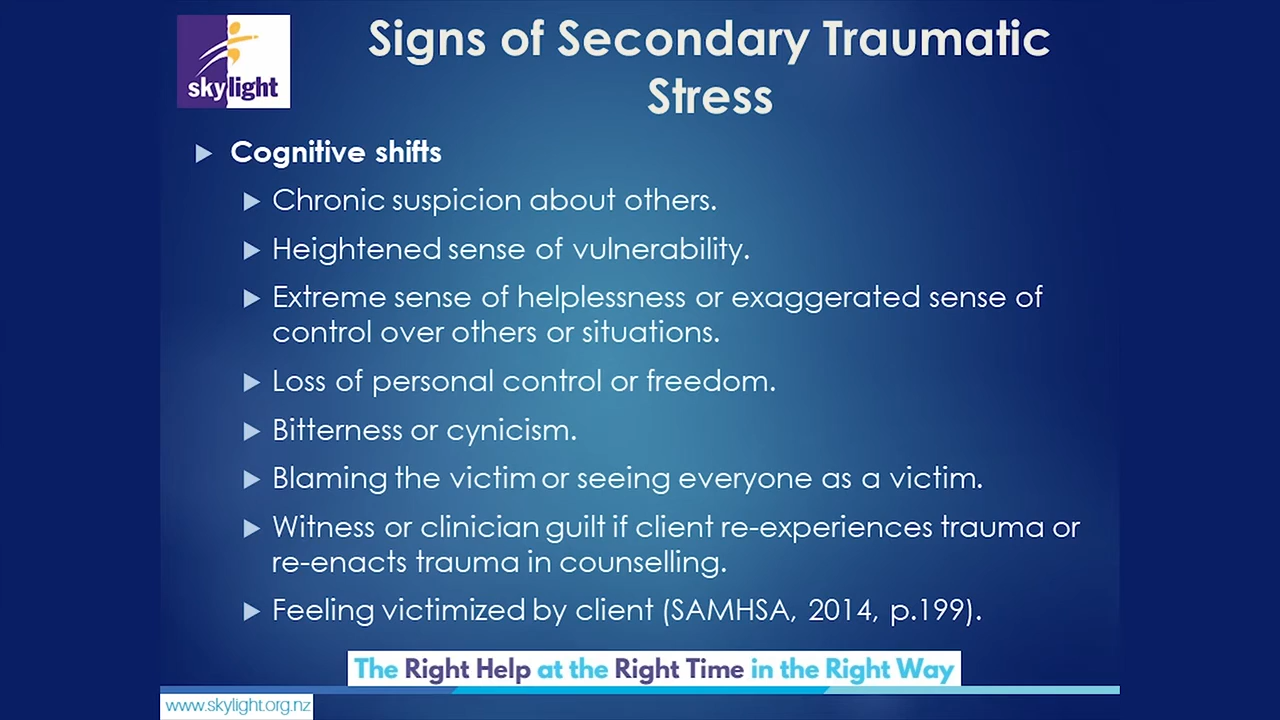 skylight
Signs of Secondary Traumatic
Stress
Cognitive shifts
Chronic suspicion about others.
Heightened sense of vulnerability.
Extreme sense of helplessness or exaggerated sense of
control over others or situations.
Loss of personal control or freedom.
Bitterness or cynicism.
Blaming the victim or seeing everyone as a victim.
Witness or clinician guilt if client re-experiences trauma or
re-enacts trauma in counselling.
Feeling victimized by client (SAMHSA, 2014, p.199).
The Right Help at the Right Time in the Right Way
www.skylight.org.nz